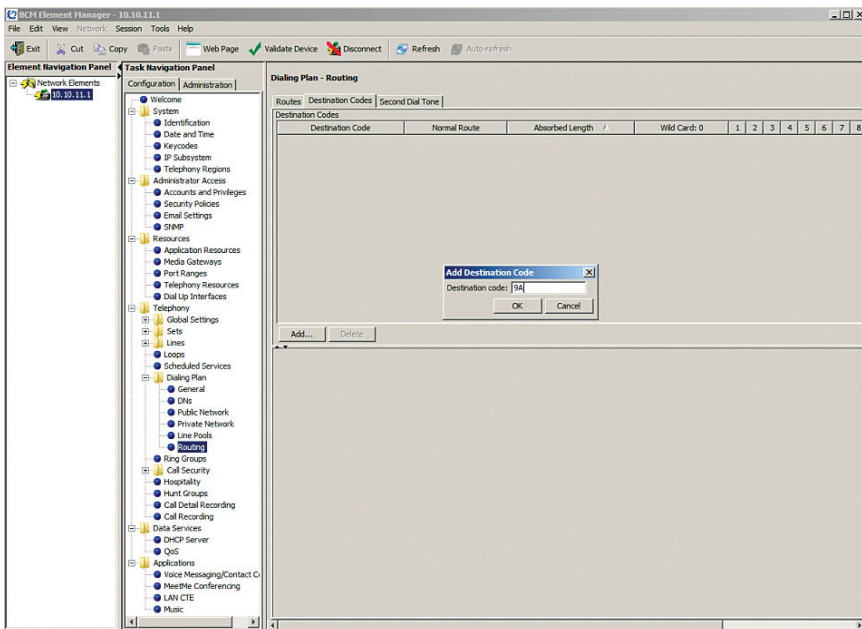 BCM Element Manager - 10.10.11.1
File Edit View Network Session Tools Help
Exit Cut Copy Paste Web Page Validate Device Disconnect Refresh Auto-refresh
Element Navigation Panel
Network Elements
10.10.11.1
Task Navigation Panel
Configuration Administration
Welcome
System
Identification
Date and Time
Keycodes
IP Subsystem
Telephony Regions
Administrator Access
Accounts and Privileges
Security Policies
Email Settings
SNMP
Resources
Application Resources
Media Gateways
Port Ranges
Telephony Resources
Dial Up Interfaces
Telephony
Global Settings
Sets
Lines
Loops
Scheduled Services
Dialing Plan
General
DNs
Public Network
Private Network
Line Pools
Routing
Ring Groups
Call Security
Hospitality
Hunt Groups
Call Detail Recording
Call Recording
Data Services
DHCP Server
QoS
Applications
Voice Messaging/Contact Ce
MeetMe Conferencing
LAN CTE
Music
Dialing Plan - Routing
Routes Destination Codes Second Dial Tone
Destination Codes
Destination Code Normal Route Absorbed Length Wild Card: 0 1 2 3 4 5 6 7 8
Add Destination Code
Destination code: 9A
OK Cancel
Add... Delete